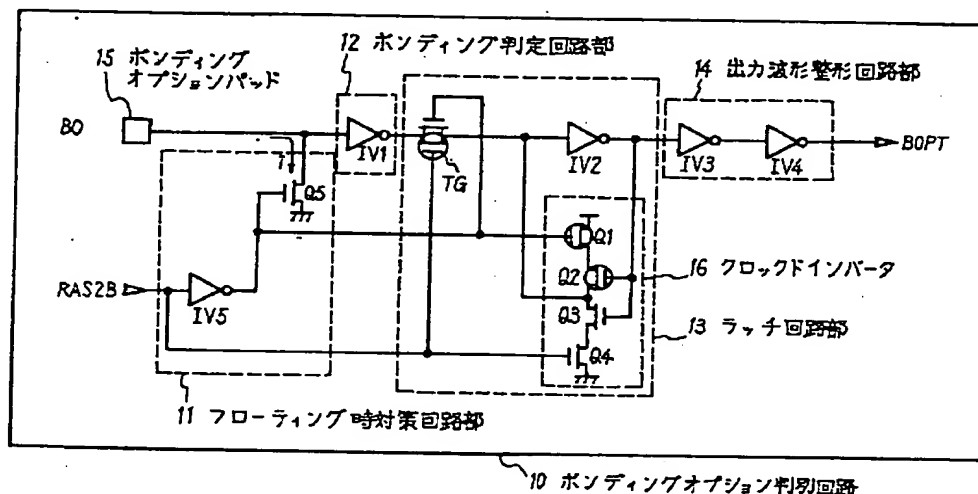 12 ボンディング判定回路部
15 ボンディング
オプションパッド
14 出力波形整形回路部
BO
IV1
TG
IV2
IV3
IV4
BOPT
i
Q5
Q1
Q2
16 クロックドインバータ
RAS2B
IV5
Q3
13 ラッチ回路部
Q4
11 フローティング時対策回路部
10 ボンディングオプション判別回路